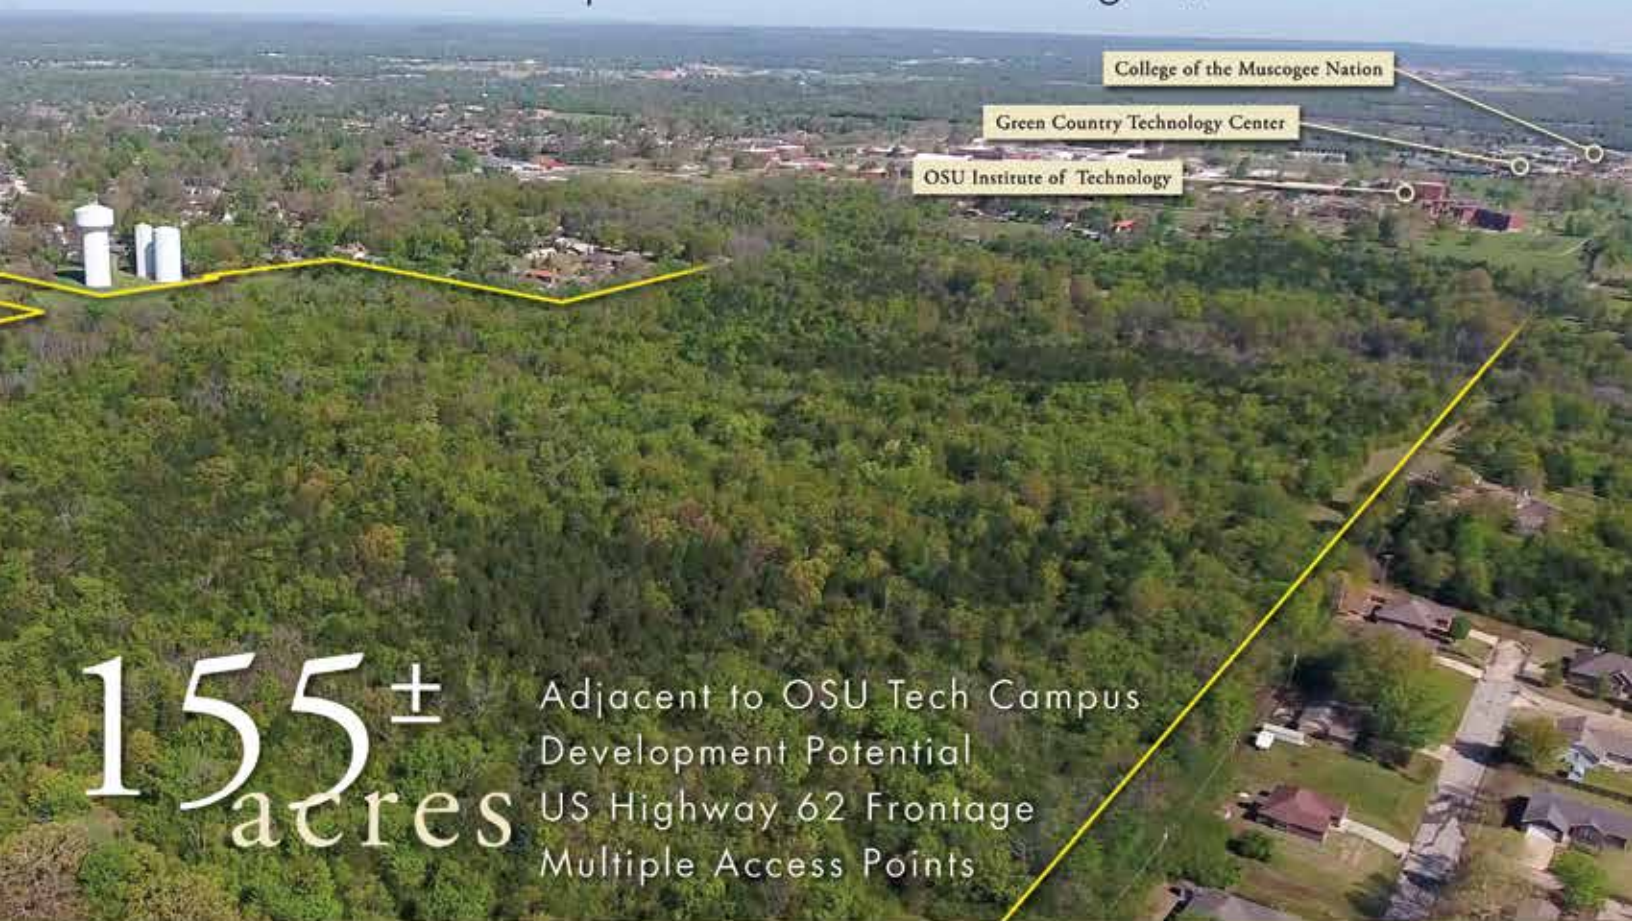 College of the Muscogee Nation
Green Country Technology Center
OSU Institute of Technology
155±
acres
Adjacent to OSU Tech Campus
Development Potential
US Highway 62 Frontage
Multiple Access Points